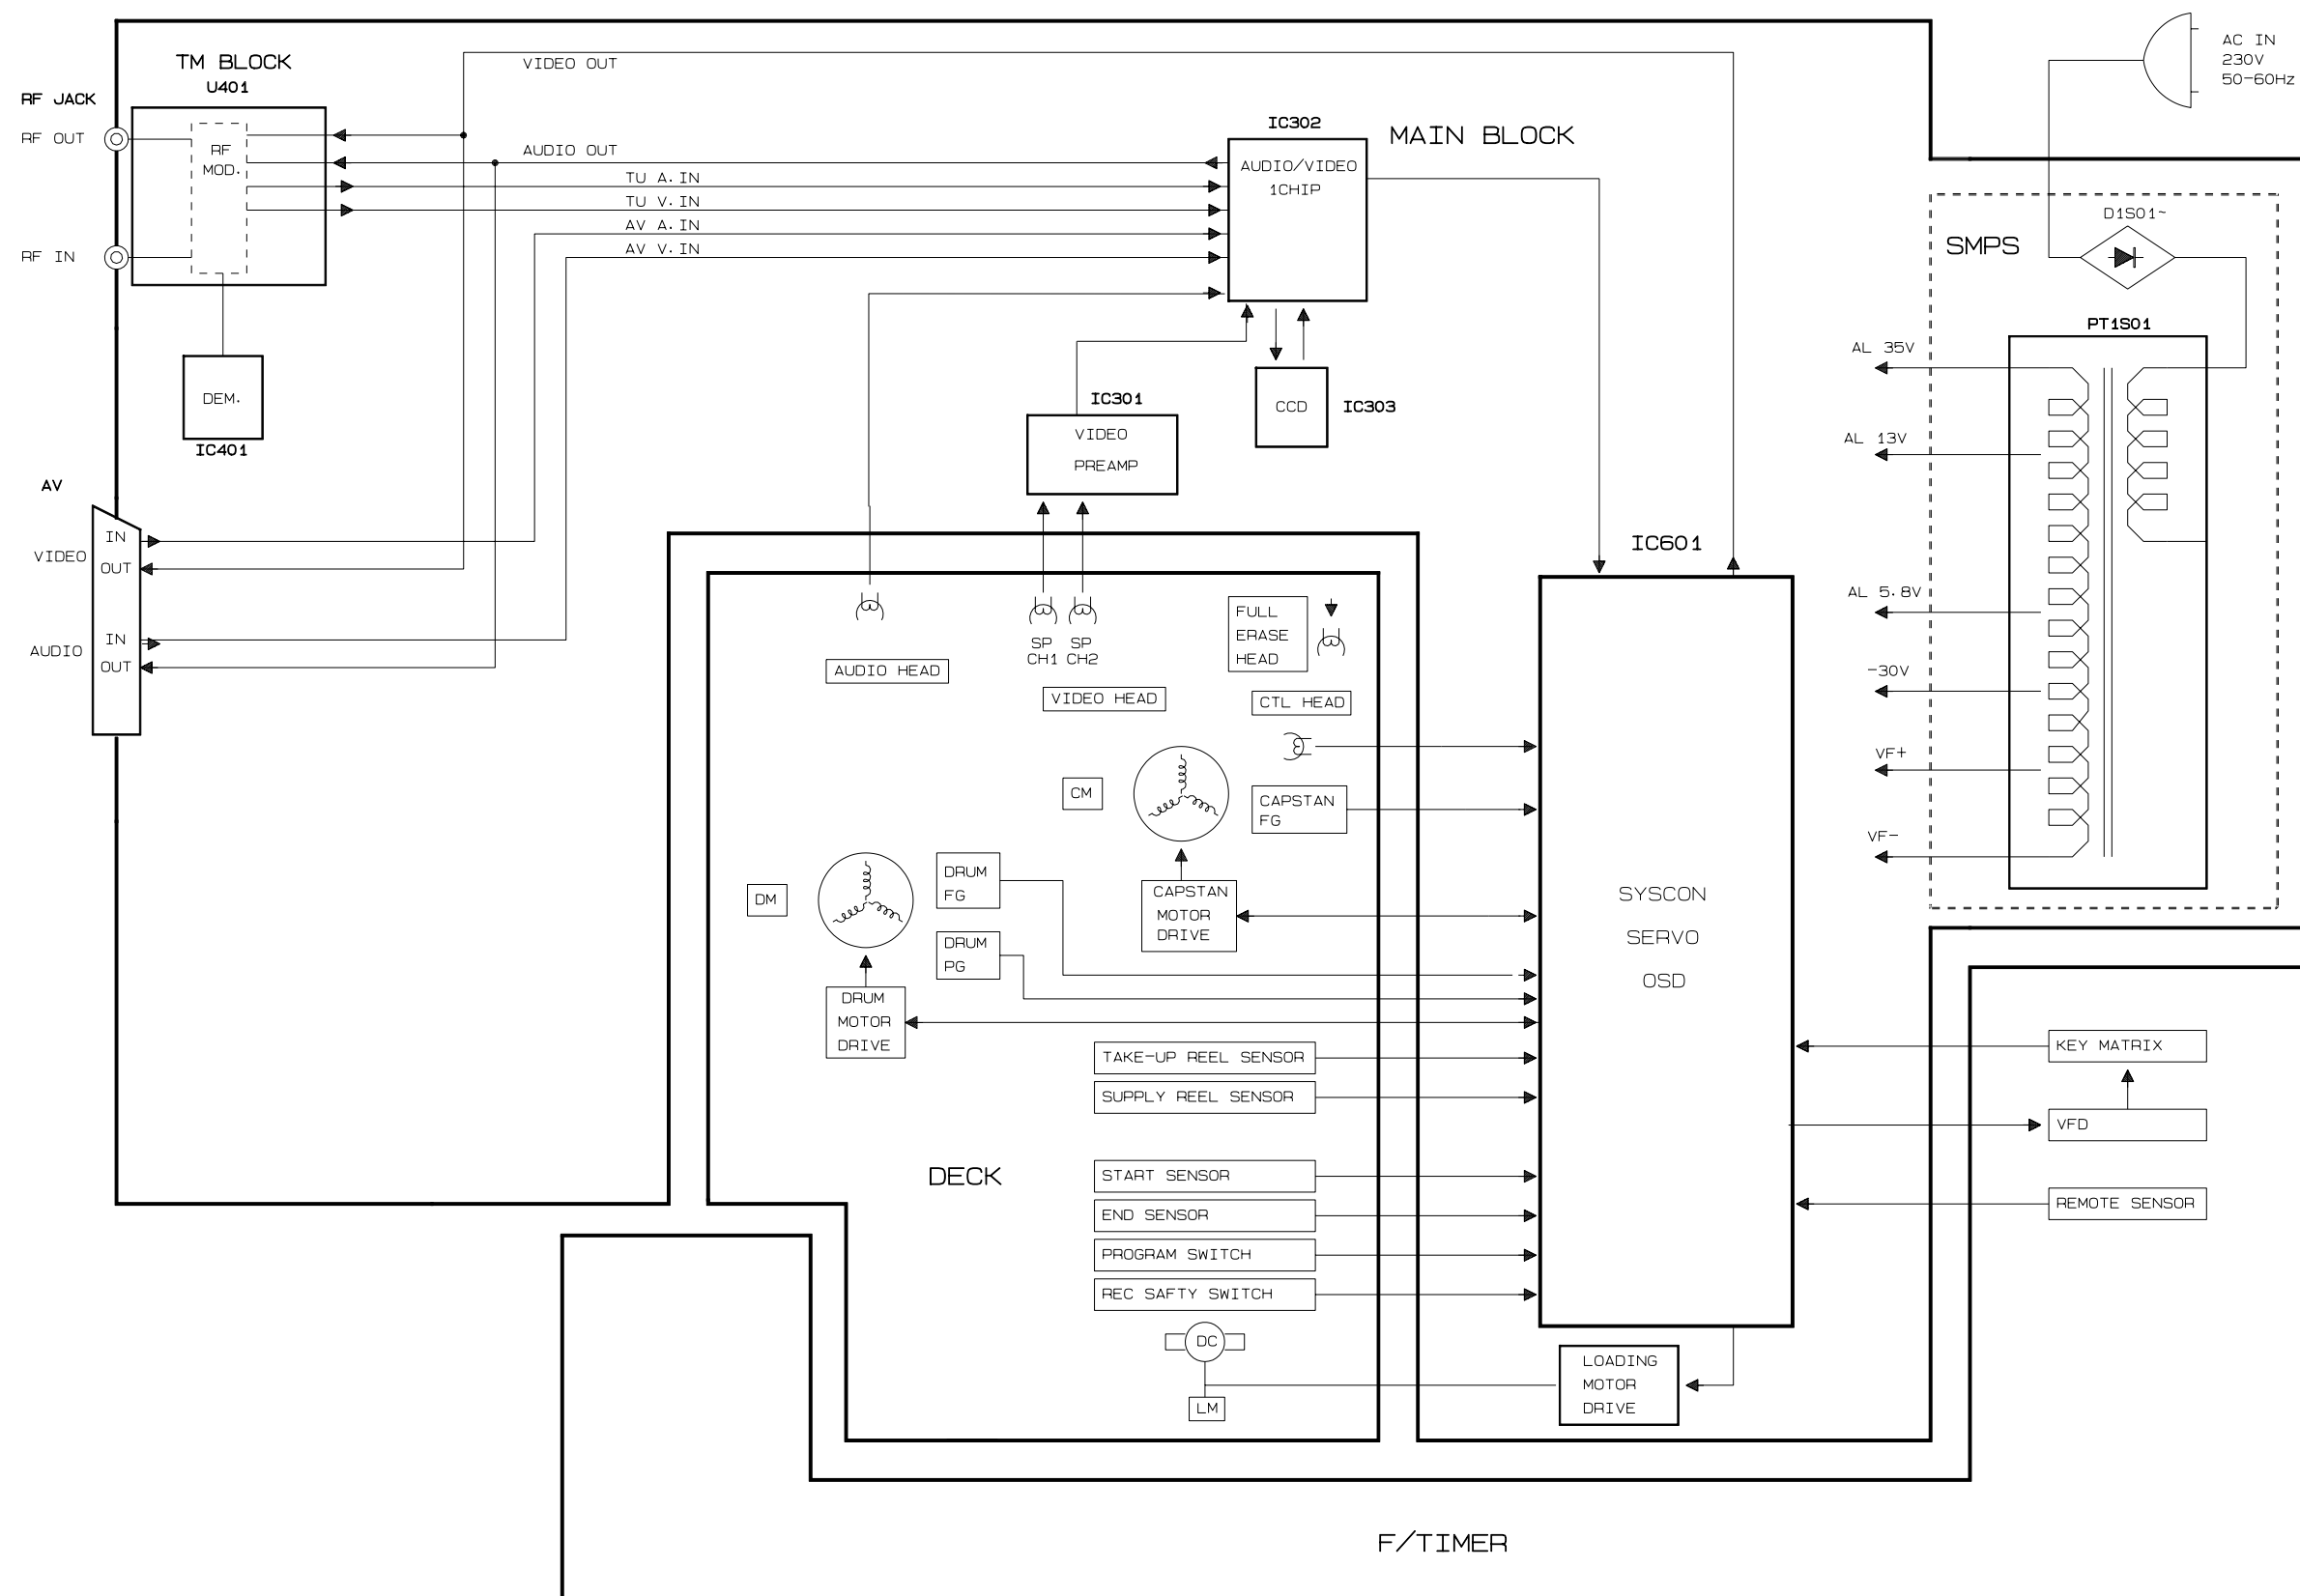 TM BLOCK
U401
RF JACK
RF OUT
RF IN
RF
MOD.
DEM.
IC401
VIDEO OUT
AUDIO OUT
TU A.IN
TU V.IN
AV A.IN
AV V.IN
IC302
AUDIO/VIDEO
1CHIP
MAIN BLOCK
IC301
VIDEO
PREAMP
CCD
IC303
AV
VIDEO
IN
OUT
AUDIO
IN
OUT
AC IN
230V
50-60Hz
SMPS
D1S01~
PT1S01
AL 35V
AL 13V
AL 5.8V
-30V
VF+
VF-
IC601
SYSCON
SERVO
OSD
AUDIO HEAD
SP
CH1
SP
CH2
VIDEO HEAD
FULL
ERASE
HEAD
CTL HEAD
CM
CAPSTAN
FG
DM
DRUM
FG
DRUM
PG
CAPSTAN
MOTOR
DRIVE
DRUM
MOTOR
DRIVE
TAKE-UP REEL SENSOR
SUPPLY REEL SENSOR
DECK
START SENSOR
END SENSOR
PROGRAM SWITCH
REC SAFTY SWITCH
DC
LM
LOADING
MOTOR
DRIVE
KEY MATRIX
VFD
REMOTE SENSOR
F/TIMER